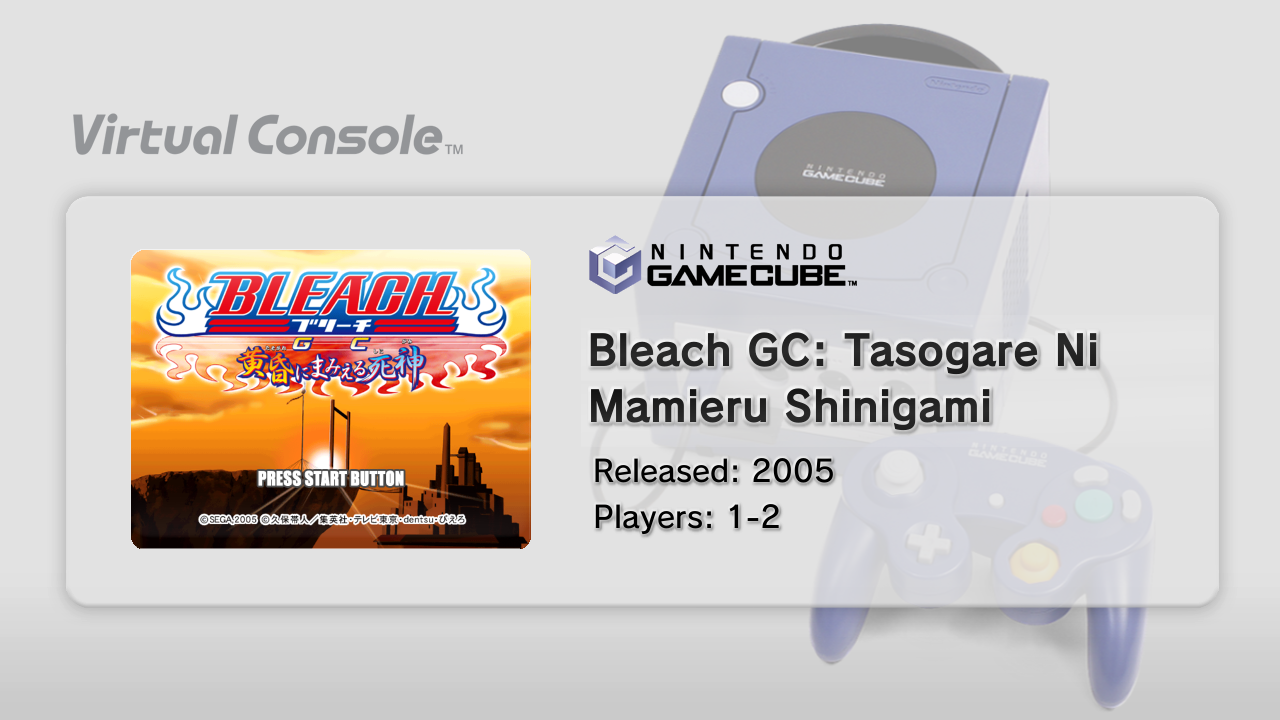 Nintendo
NINTENDO
GAMECUBE
Virtual Console™
NINTENDO
GAMECUBE™
BLEACH
ブリーチ
GC
黄昏にまみえる死神
Bleach GC: Tasogare Ni
Mamieru Shinigami
PRESS START BUTTON
Released: 2005
Players: 1-2
©SEGA,2005 ©久保帯人／集英社・テレビ東京・dentsu・ぴえろ
NINTENDO
GAMECUBE